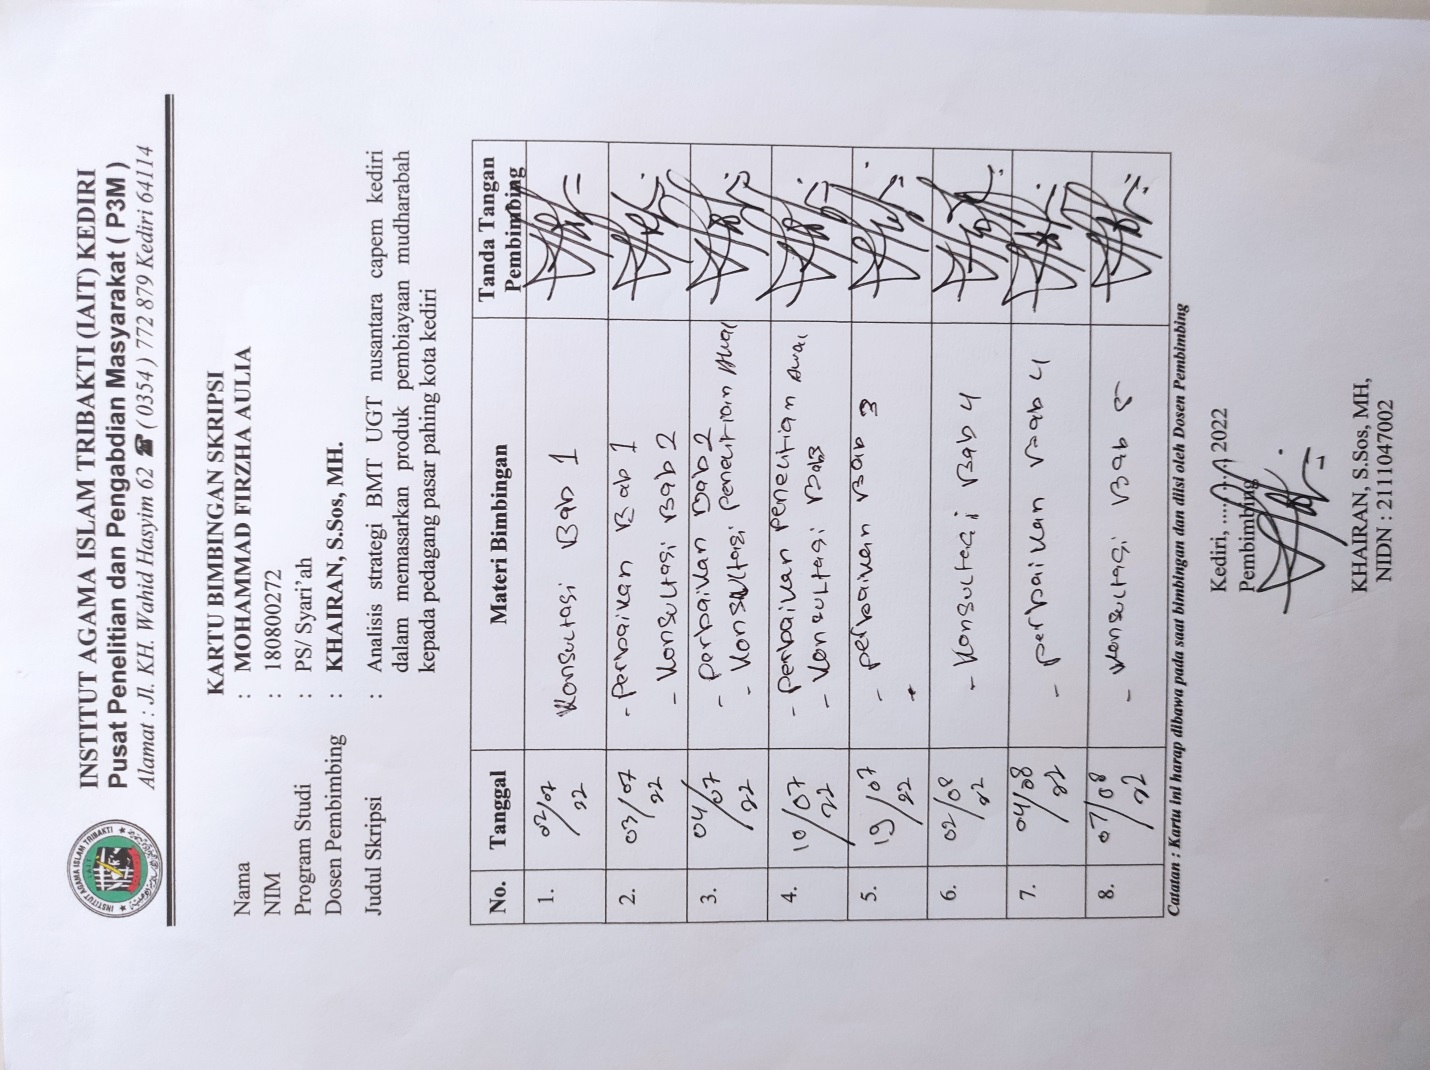 INSTITUT AGAMA ISLAM TRIBAKTI (IAIT) KEDIRI
Pusat Penelitian dan Pengabdian Masyarakat ( P3M )
Alamat : Jl. KH. Wahid Hasyim 62 ☎ ( 0354 ) 772 879 Kediri 64114
KARTU BIMBINGAN SKRIPSI
Nama : MOHAMMAD FIRZHA AULIA
NIM : 180800272
Program Studi : PS/ Syari'ah
Dosen Pembimbing : KHAIRAN, S.Sos, MH.
Judul Skripsi : Analisis strategi BMT UGT nusantara capem kediri
dalam memasarkan produk pembiayaan mudharabah
kepada pedagang pasar pahing kota kediri
No. Tanggal Materi Bimbingan Tanda Tangan Pembimbing
1. 02/07 22 Konsultasi Bab 1
2. 03/07 22 - Perbaikan Bab 1
- Konsultasi Bab 2
3. 04/07 22 - Perbaikan Bab 2
- Konsultasi Penelitian Awal
4. 10/07 22 - Perbaikan Penelitian Awal
- Konsultasi Bab 3
5. 19/07 22 - Perbaikan Bab 3
6. 02/08 22 - Konsultasi Bab 4
7. 04/08 22 - perbaikan Bab 4
8. 07/08 22 - Konsultasi Bab 5
Catatan : Kartu ini harap dibawa pada saat bimbingan dan diisi oleh Dosen Pembimbing
Kediri, .......... 2022
Pembimbing
KHAIRAN, S.Sos, MH,
NIDN : 2111047002